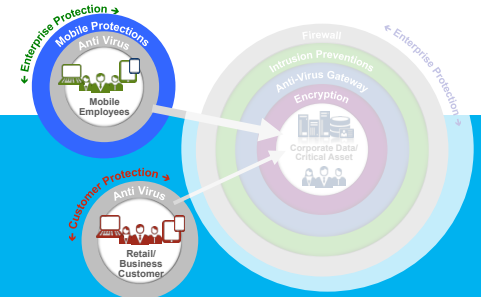 ← Enterprise Protection →
Mobile Protections
Anti Virus
Mobile
Employees
Firewall
← Enterprise Protection →
Intrusion Preventions
Anti-Virus Gateway
Encryption
Corporate Data/
Critical Asset
← Customer Protection →
Anti Virus
Retail/
Business
Customer